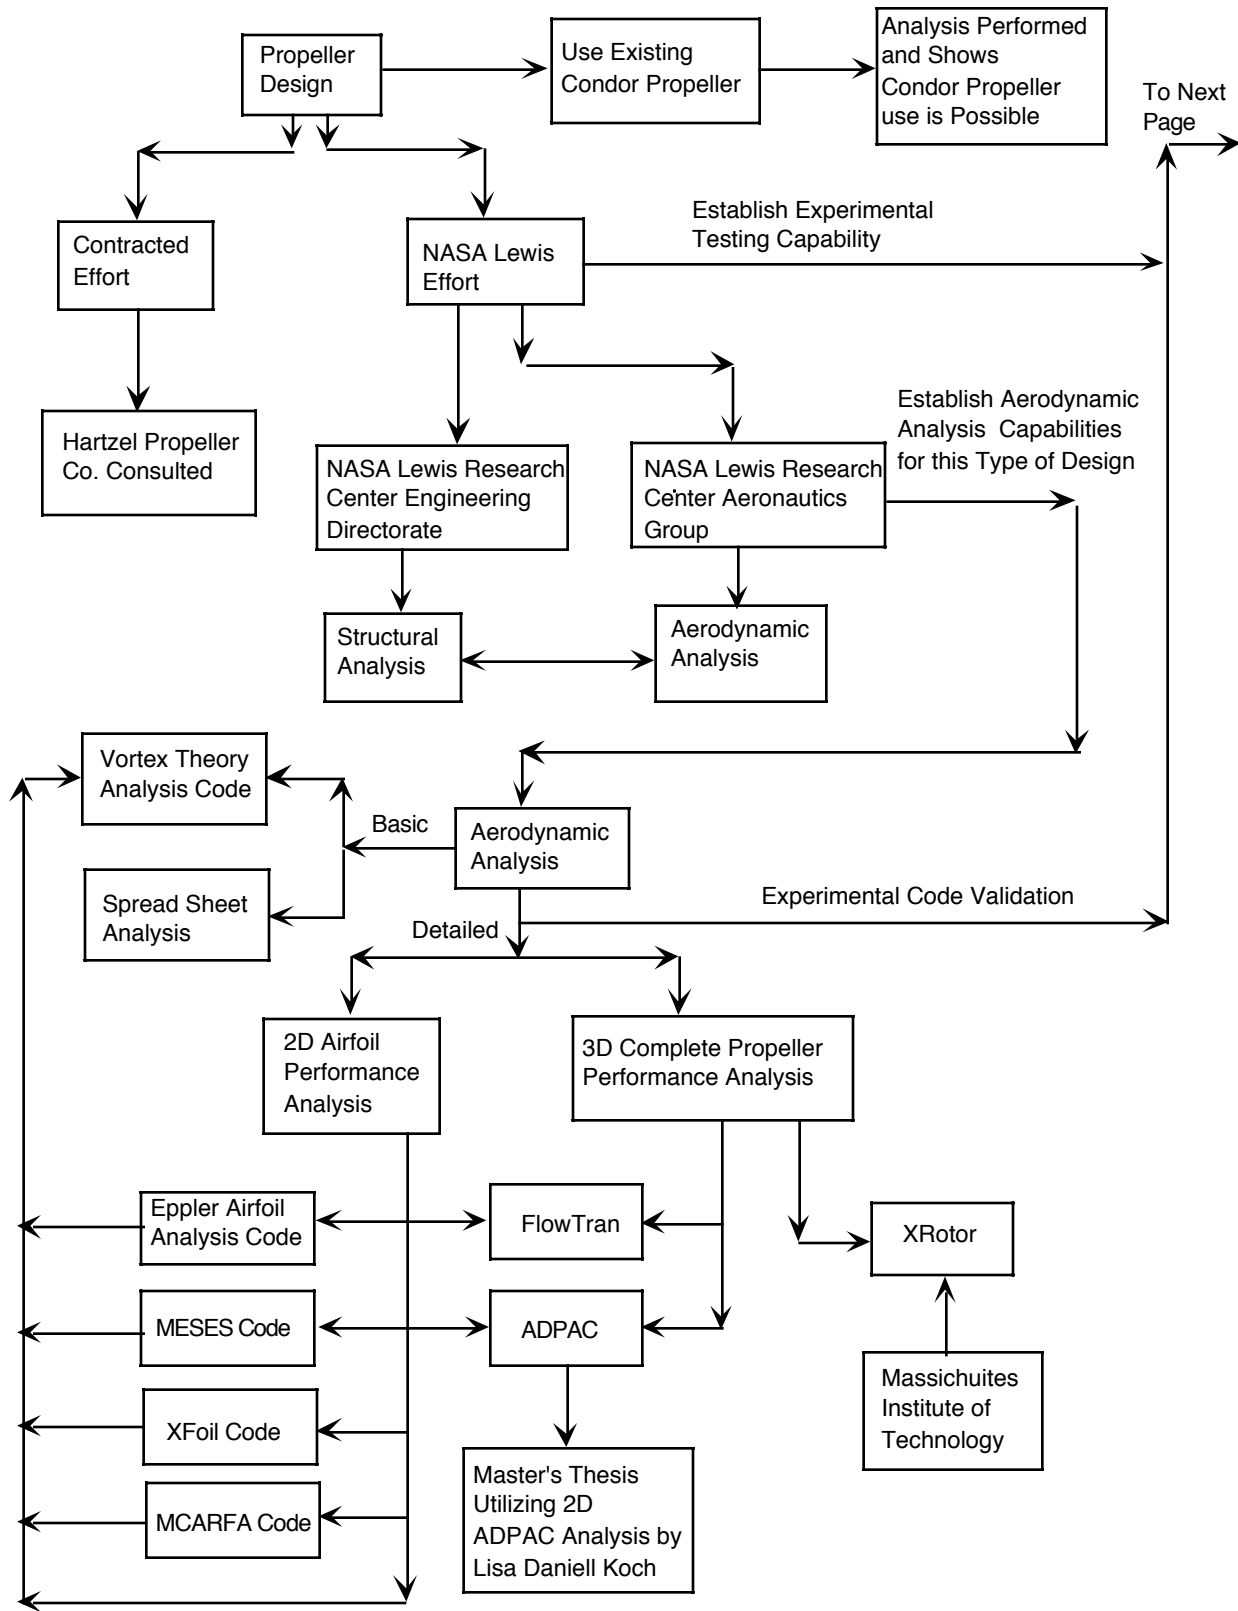 Propeller
Design
Use Existing
Condor Propeller
Analysis Performed
and Shows
Condor Propeller
use is Possible
To Next
Page
Contracted
Effort
NASA Lewis
Effort
Establish Experimental
Testing Capability
Hartzel Propeller
Co. Consulted
NASA Lewis Research
Center Engineering
Directorate
NASA Lewis Research
Center Aeronautics
Group
Establish Aerodynamic
Analysis Capabilities
for this Type of Design
Structural
Analysis
Aerodynamic
Analysis
Vortex Theory
Analysis Code
Basic
Aerodynamic
Analysis
Spread Sheet
Analysis
Experimental Code Validation
Detailed
2D Airfoil
Performance
Analysis
3D Complete Propeller
Performance Analysis
Eppler Airfoil
Analysis Code
FlowTran
XRotor
MESES Code
ADPAC
Massichuites
Institute of
Technology
XFoil Code
Master's Thesis
Utilizing 2D
ADPAC Analysis by
Lisa Daniell Koch
MCARFA Code